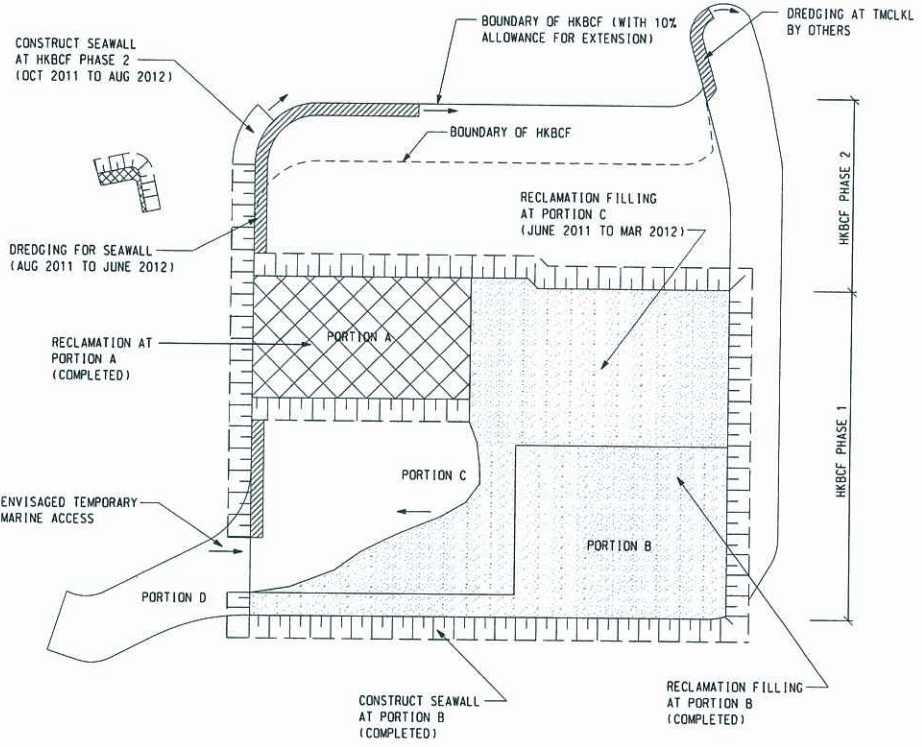 CONSTRUCT SEAWALL
AT HKBCF PHASE 2
(OCT 2011 TO AUG 2012)
BOUNDARY OF HKBCF (WITH 10%
ALLOWANCE FOR EXTENSION)
DREDGING AT TMCLKL
BY OTHERS
BOUNDARY OF HKBCF
HKBCF PHASE 2
RECLAMATION FILLING
AT PORTION C
(JUNE 2011 TO MAR 2012)
DREDGING FOR SEAWALL
(AUG 2011 TO JUNE 2012)
RECLAMATION AT
PORTION A
(COMPLETED)
PORTION A
HKBCF PHASE 1
PORTION C
ENVISAGED TEMPORARY
MARINE ACCESS
PORTION B
PORTION D
CONSTRUCT SEAWALL
AT PORTION B
(COMPLETED)
RECLAMATION FILLING
AT PORTION B
(COMPLETED)